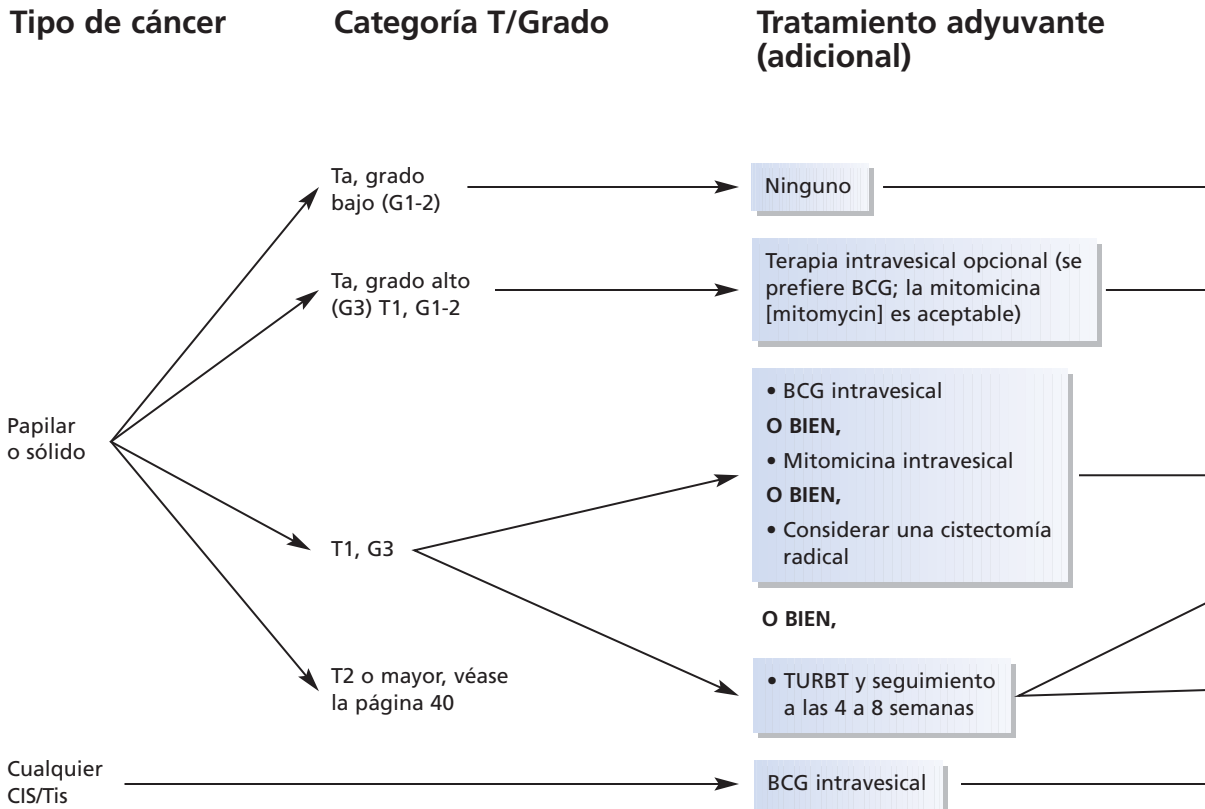 Tipo de cáncer
Categoría T/Grado
Tratamiento adyuvante
(adicional)
Ta, grado
bajo (G1-2)
Ninguno
Ta, grado alto
(G3) T1, G1-2
Terapia intravesical opcional (se
prefiere BCG; la mitomicina
[mitomycin] es aceptable)
Papilar
o sólido
• BCG intravesical
O BIEN,
• Mitomicina intravesical
O BIEN,
• Considerar una cistectomía
radical
T1, G3
O BIEN,
T2 o mayor, véase
la página 40
• TURBT y seguimiento
a las 4 a 8 semanas
Cualquier
CIS/Tis
BCG intravesical